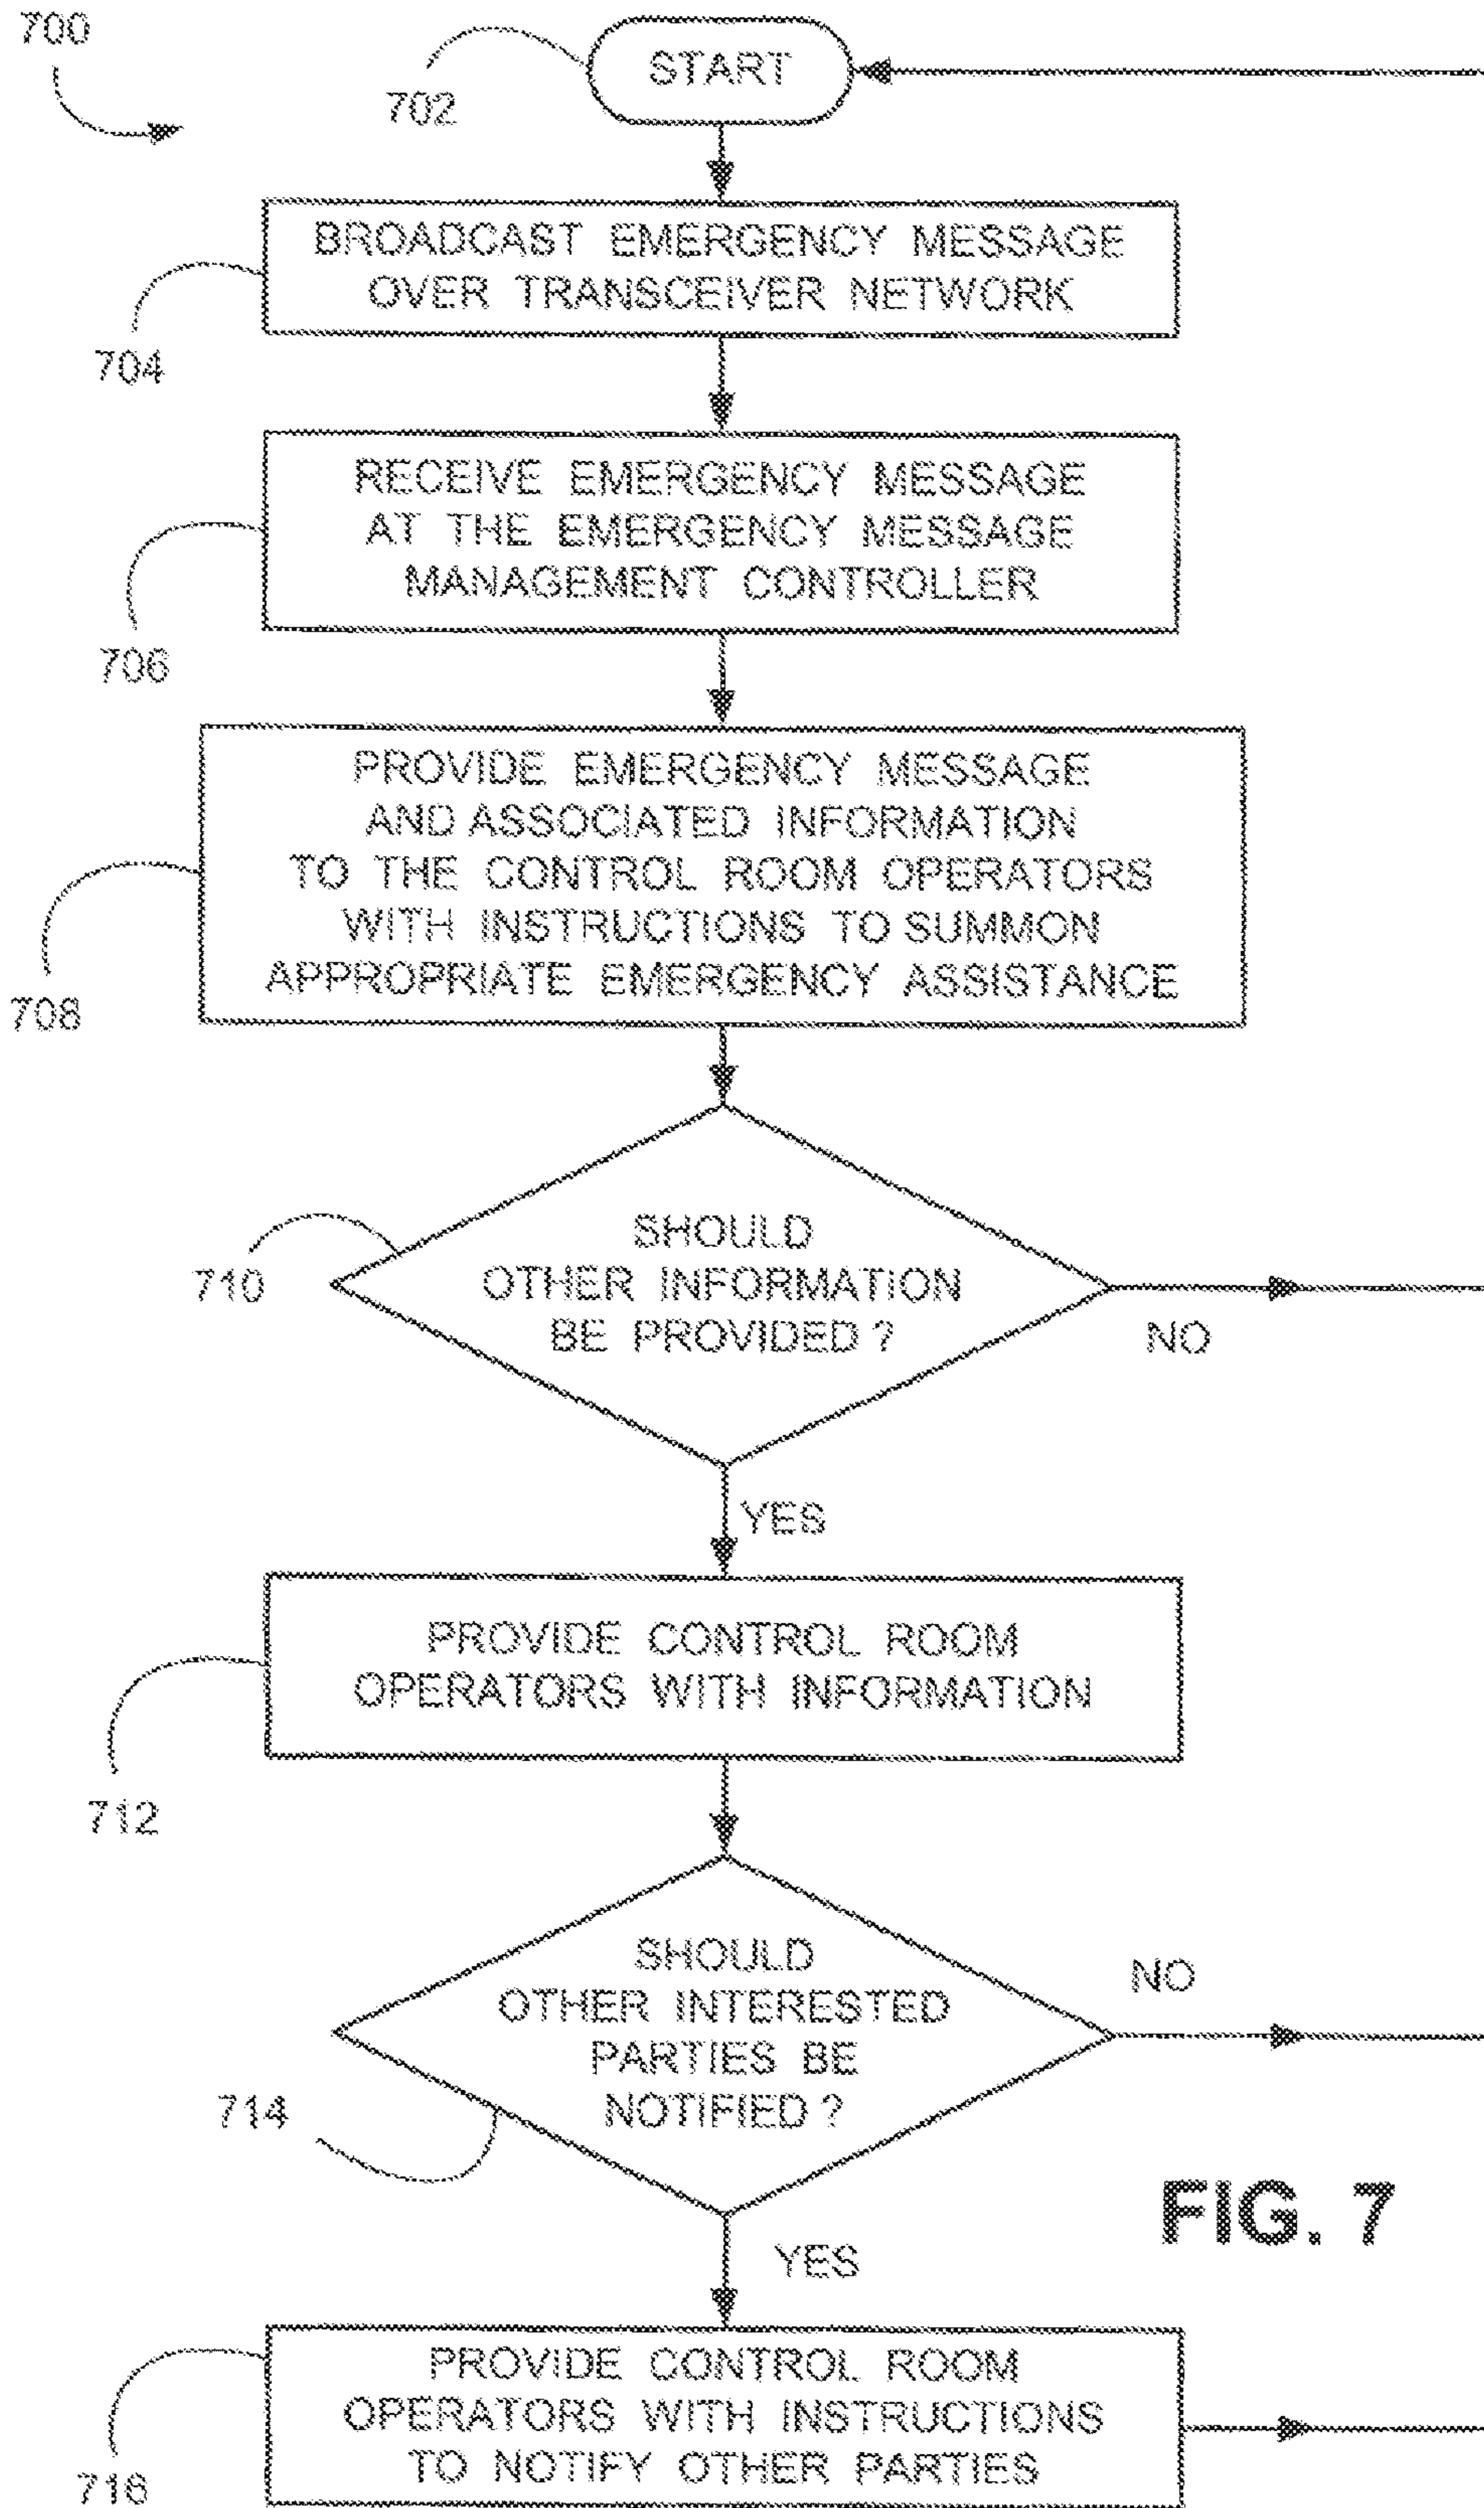 700
702
START
BROADCAST EMERGENCY MESSAGE
OVER TRANSCEIVER NETWORK
704
RECEIVE EMERGENCY MESSAGE
AT THE EMERGENCY MESSAGE
MANAGEMENT CONTROLLER
706
PROVIDE EMERGENCY MESSAGE
AND ASSOCIATED INFORMATION
TO THE CONTROL ROOM OPERATORS
WITH INSTRUCTIONS TO SUMMON
APPROPRIATE EMERGENCY ASSISTANCE
708
SHOULD
OTHER INFORMATION
BE PROVIDED ?
710
NO
YES
PROVIDE CONTROL ROOM
OPERATORS WITH INFORMATION
712
SHOULD
OTHER INTERESTED
PARTIES BE
NOTIFIED ?
NO
714
YES
FIG. 7
PROVIDE CONTROL ROOM
OPERATORS WITH INSTRUCTIONS
TO NOTIFY OTHER PARTIES
716